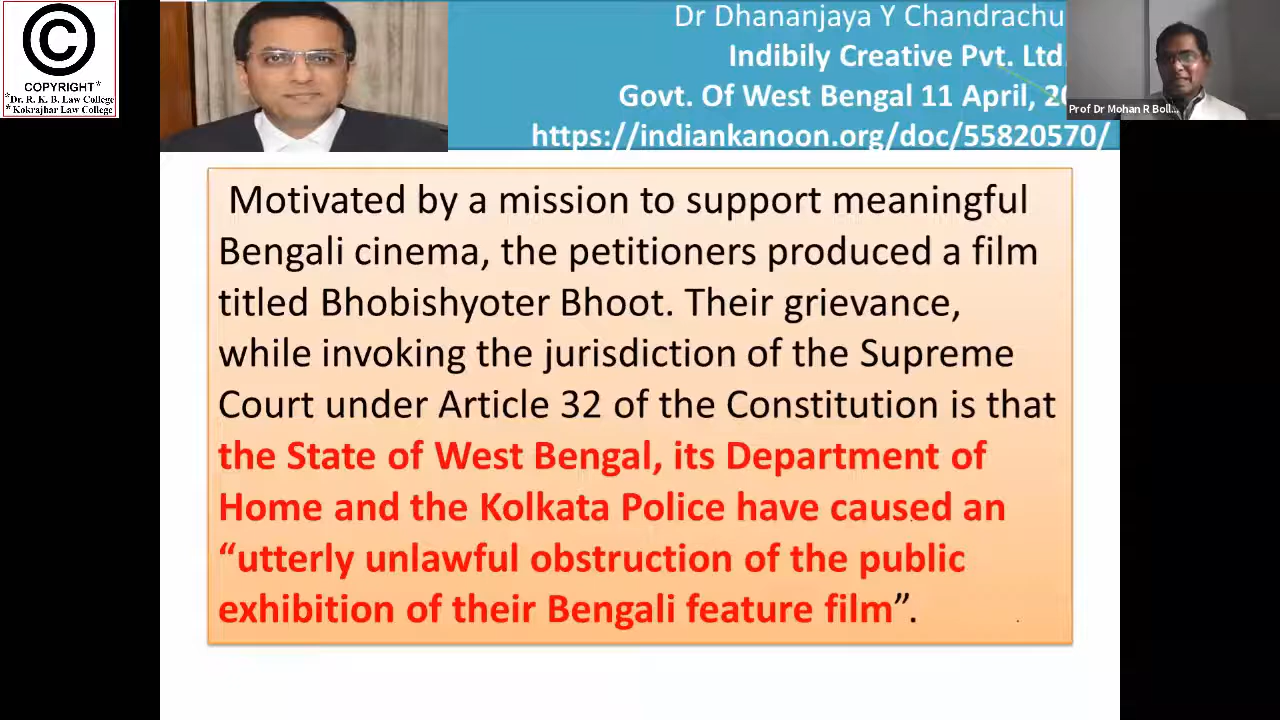 ©
COPYRIGHT*
*Dr. R. K. B. Law College
*Kokrajhar Law College
Dr Dhananjaya Y Chandrachu
Indibily Creative Pvt. Ltd.
Govt. Of West Bengal 11 April, 20
https://indiankanoon.org/doc/55820570/
Prof Dr Mohan R Boll...
Motivated by a mission to support meaningful
Bengali cinema, the petitioners produced a film
titled Bhobishyoter Bhoot. Their grievance,
while invoking the jurisdiction of the Supreme
Court under Article 32 of the Constitution is that
the State of West Bengal, its Department of
Home and the Kolkata Police have caused an
“utterly unlawful obstruction of the public
exhibition of their Bengali feature film”.